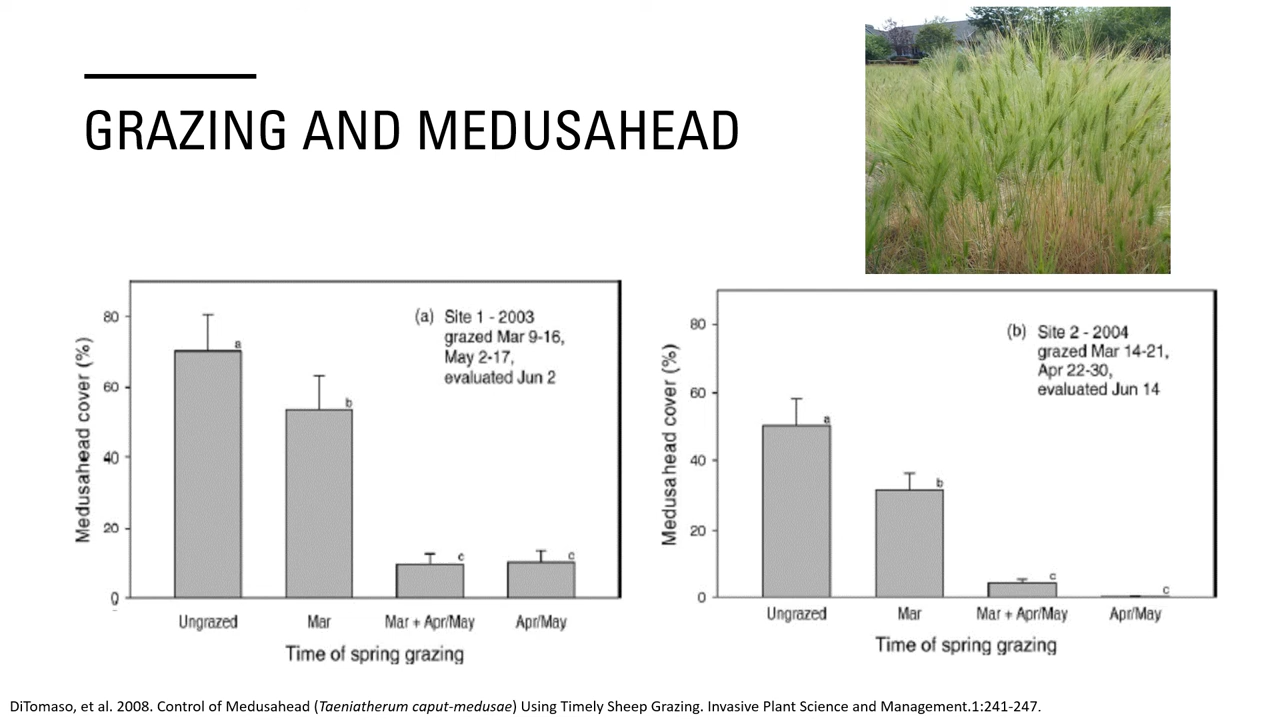 GRAZING AND MEDUSAHEAD
Medusahead cover (%)
80
60
40
20
0
a
b
c
c
(a) Site 1 - 2003
grazed Mar 9-16,
May 2-17,
evaluated Jun 2
Ungrazed Mar Mar + Apr/May Apr/May
Time of spring grazing
Medusahead cover (%)
80
60
40
20
0
a
b
c
c
(b) Site 2 - 2004
grazed Mar 14-21,
Apr 22-30,
evaluated Jun 14
Ungrazed Mar Mar + Apr/May Apr/May
Time of spring grazing
DiTomaso, et al. 2008. Control of Medusahead (Taeniatherum caput-medusae) Using Timely Sheep Grazing. Invasive Plant Science and Management.1:241-247.